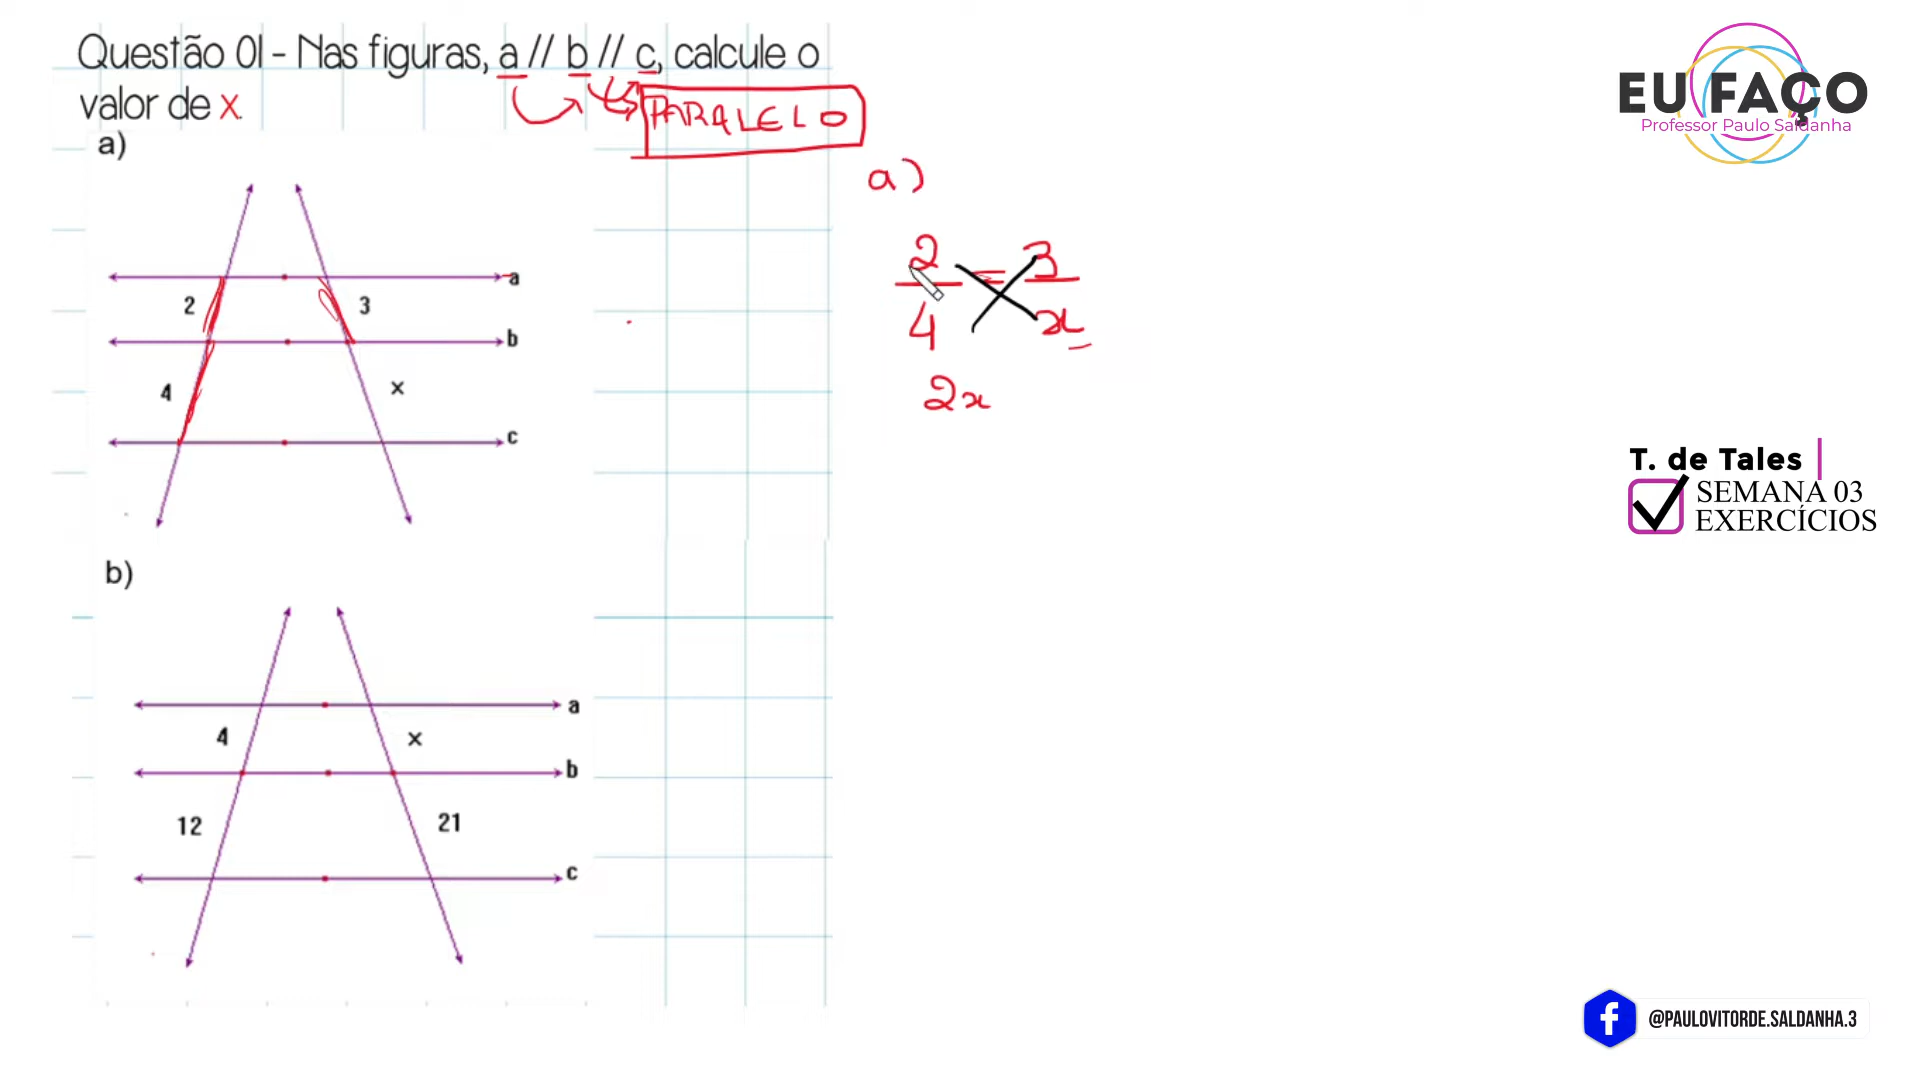 Questão 01 - Nas figuras, a // b // c, calcule o
valor de x.
PARALELO
a)
2
3
4
x
a
b
c
b)
4
x
12
21
a
b
c
a)
2/4 = 3/x
2x
EU FAÇO
Professor Paulo Saldanha
T. de Tales
SEMANA 03
EXERCÍCIOS
@PAULOVITORDE.SALDANHA.3